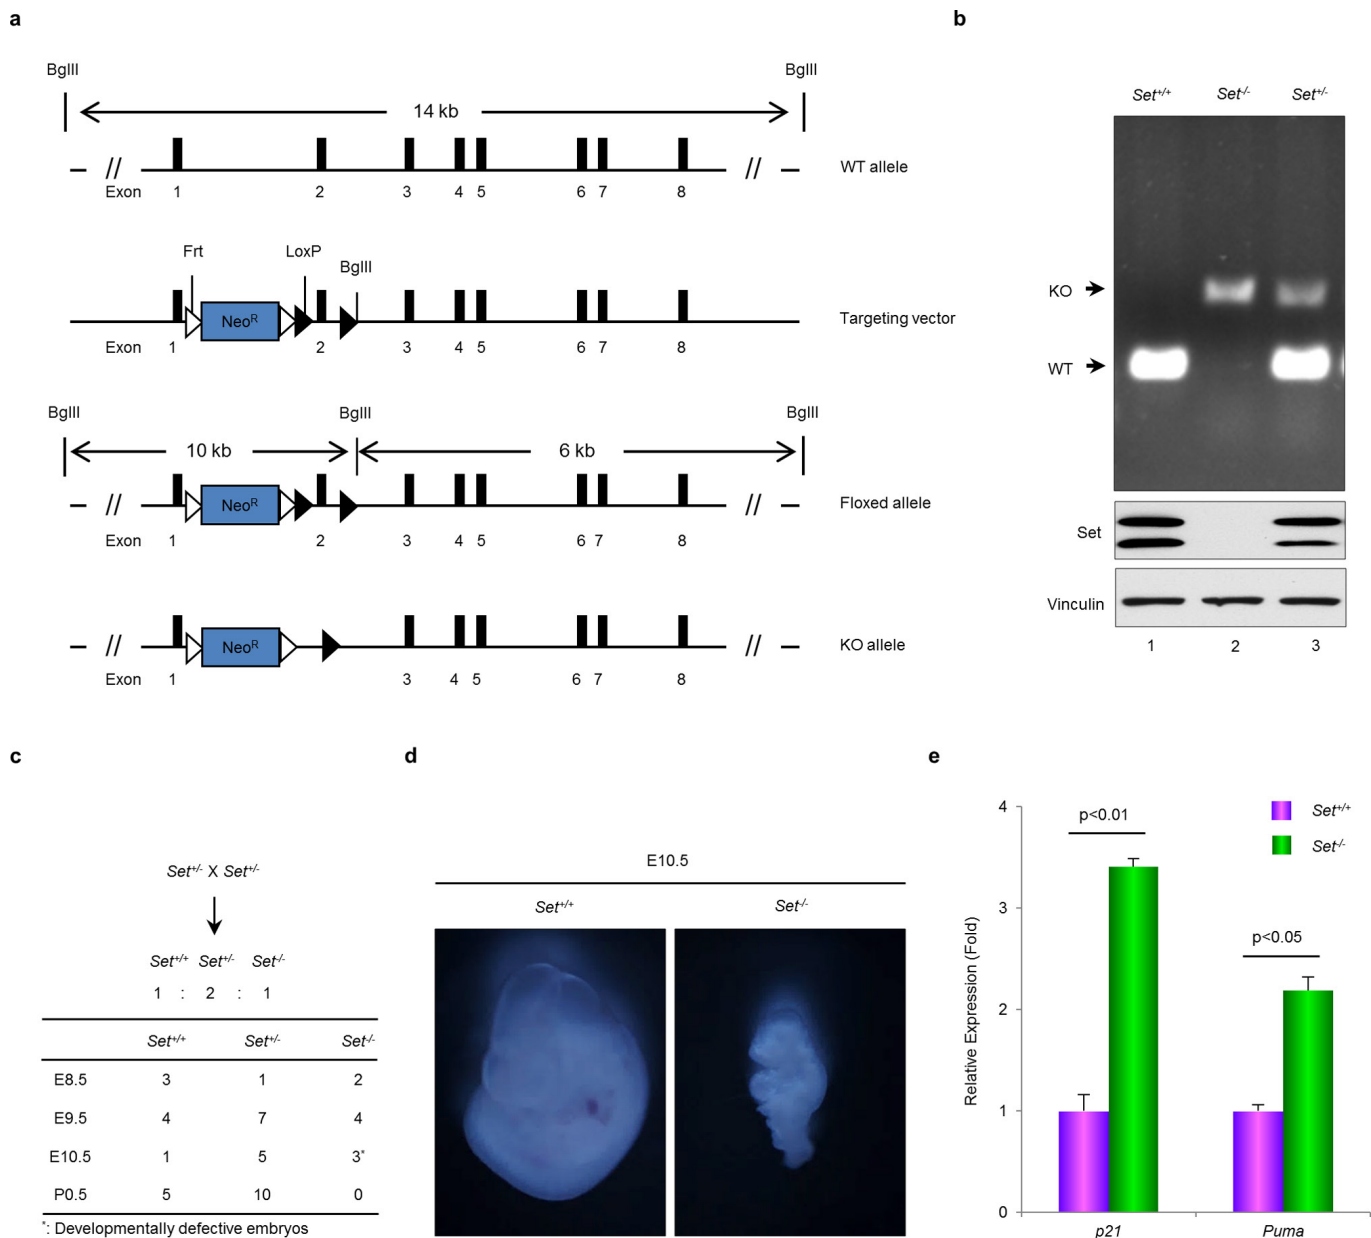 a
BglII BglII
14 kb
WT allele
Exon 1 2 3 4 5 6 7 8
Frt LoxP BglII
Neo^R
Targeting vector
Exon 1 2 3 4 5 6 7 8
BglII BglII BglII
10 kb 6 kb
Neo^R
Floxed allele
Exon 1 2 3 4 5 6 7 8
Neo^R
KO allele
Exon 1 3 4 5 6 7 8
b
Set+/+ Set-/- Set+/-
KO
WT
Set
Vinculin
1 2 3
c
Set+/- X Set+/-
Set+/+ Set+/- Set-/-
1 : 2 : 1
Set+/+ Set+/- Set-/-
E8.5 3 1 2
E9.5 4 7 4
E10.5 1 5 3*
P0.5 5 10 0
*: Developmentally defective embryos
d
E10.5
Set+/+ Set-/-
e
Set+/+
Set-/-
p<0.01
p<0.05
Relative Expression (Fold)
4
3
2
1
0
p21 Puma